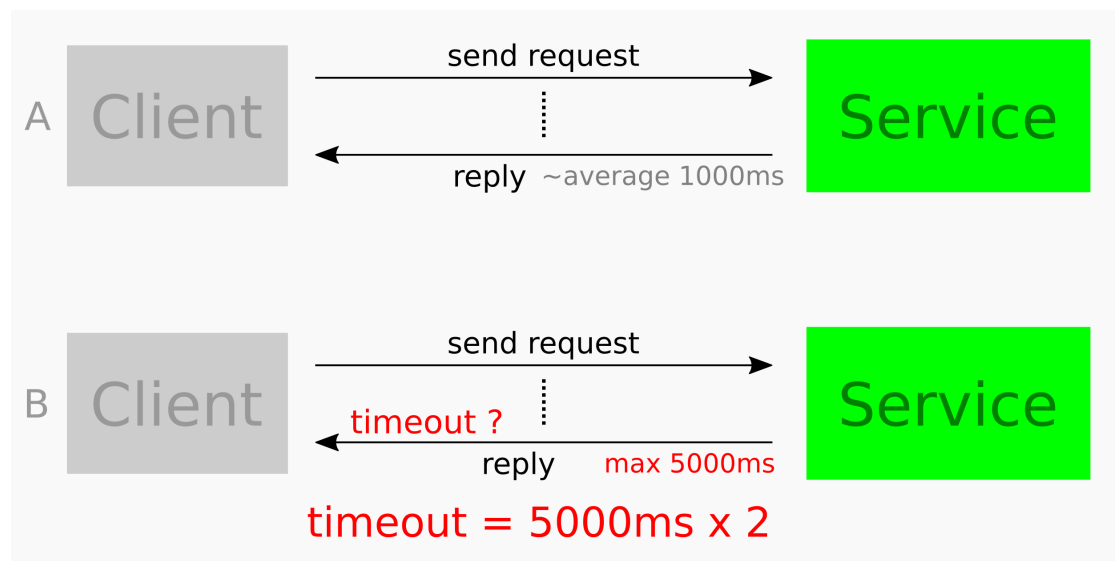 send request
A Client Service
reply ~average 1000ms
send request
B Client Service
timeout ?
reply max 5000ms
timeout = 5000ms x 2